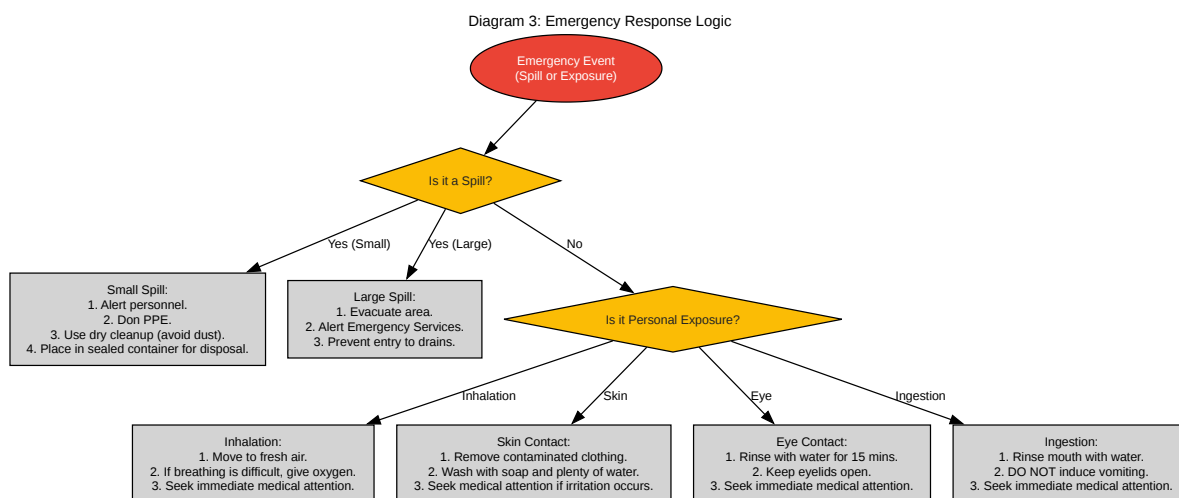 Diagram 3: Emergency Response Logic
Emergency Event
(Spill or Exposure)
Is it a Spill?
Yes (Small)
Yes (Large)
No
Small Spill:
1. Alert personnel.
2. Don PPE.
3. Use dry cleanup (avoid dust).
4. Place in sealed container for disposal.
Large Spill:
1. Evacuate area.
2. Alert Emergency Services.
3. Prevent entry to drains.
Is it Personal Exposure?
Inhalation
Skin
Eye
Ingestion
Inhalation:
1. Move to fresh air.
2. If breathing is difficult, give oxygen.
3. Seek immediate medical attention.
Skin Contact:
1. Remove contaminated clothing.
2. Wash with soap and plenty of water.
3. Seek medical attention if irritation occurs.
Eye Contact:
1. Rinse with water for 15 mins.
2. Keep eyelids open.
3. Seek immediate medical attention.
Ingestion:
1. Rinse mouth with water.
2. DO NOT induce vomiting.
3. Seek immediate medical attention.